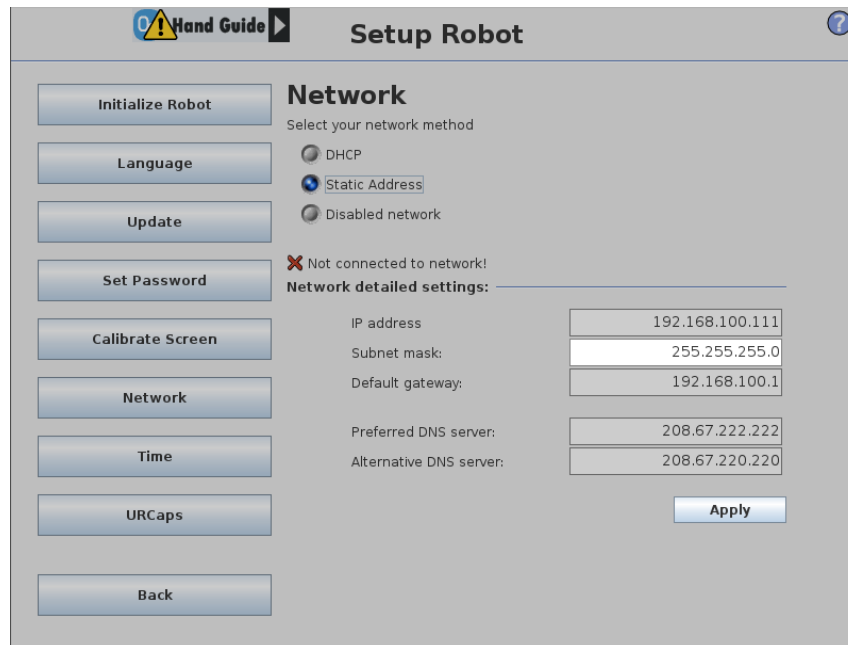 Hand Guide
Setup Robot
?
Initialize Robot
Language
Update
Set Password
Calibrate Screen
Network
Time
URCaps
Back
Network
Select your network method
DHCP
Static Address
Disabled network
Not connected to network!
Network detailed settings:
IP address 192.168.100.111
Subnet mask: 255.255.255.0
Default gateway: 192.168.100.1
Preferred DNS server: 208.67.222.222
Alternative DNS server: 208.67.220.220
Apply